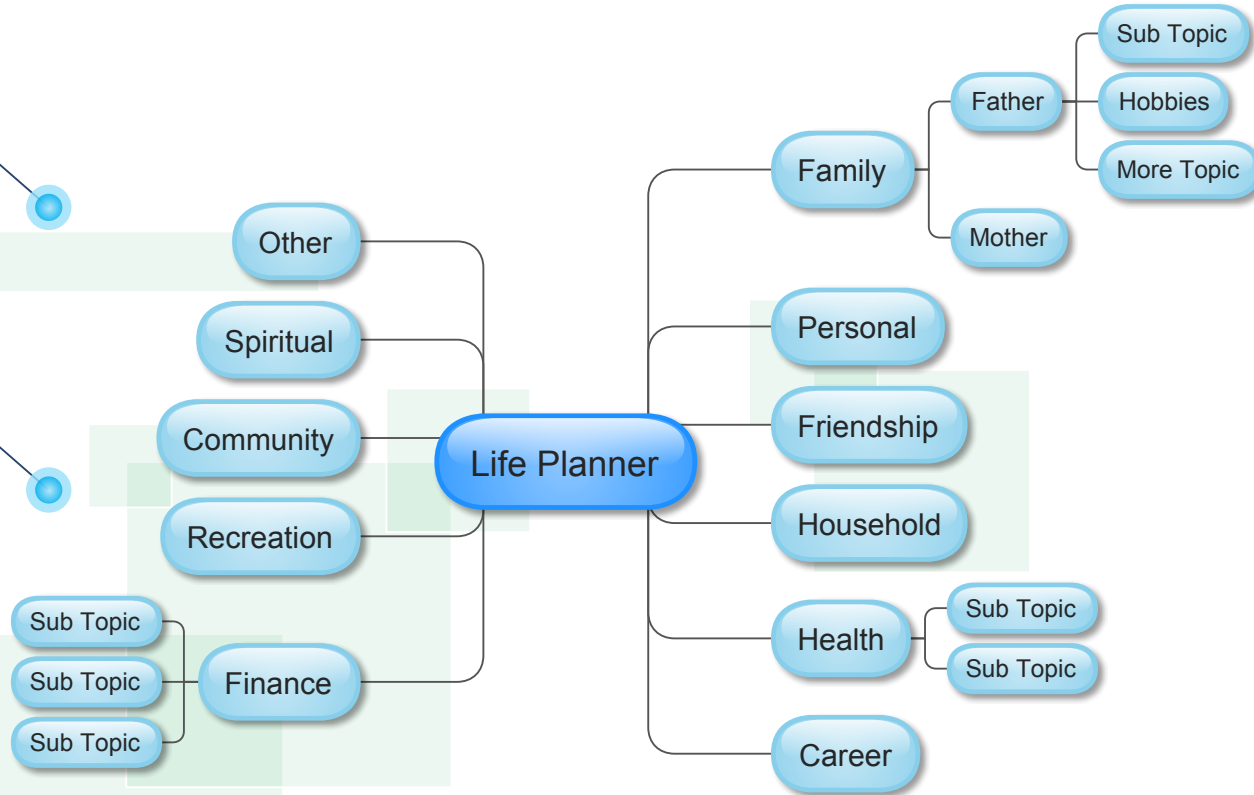 Life Planner
Family
Father
Sub Topic
Hobbies
More Topic
Mother
Personal
Friendship
Household
Health
Sub Topic
Sub Topic
Career
Other
Spiritual
Community
Recreation
Finance
Sub Topic
Sub Topic
Sub Topic